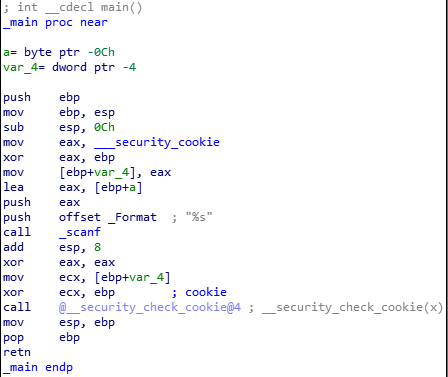 ; int __cdecl main()
_main proc near
a= byte ptr -0Ch
var_4= dword ptr -4
push ebp
mov ebp, esp
sub esp, 0Ch
mov eax, ___security_cookie
xor eax, ebp
mov [ebp+var_4], eax
lea eax, [ebp+a]
push eax
push offset _Format ; "%s"
call _scanf
add esp, 8
xor eax, eax
mov ecx, [ebp+var_4]
xor ecx, ebp ; cookie
call @__security_check_cookie@4 ; __security_check_cookie(x)
mov esp, ebp
pop ebp
retn
_main endp